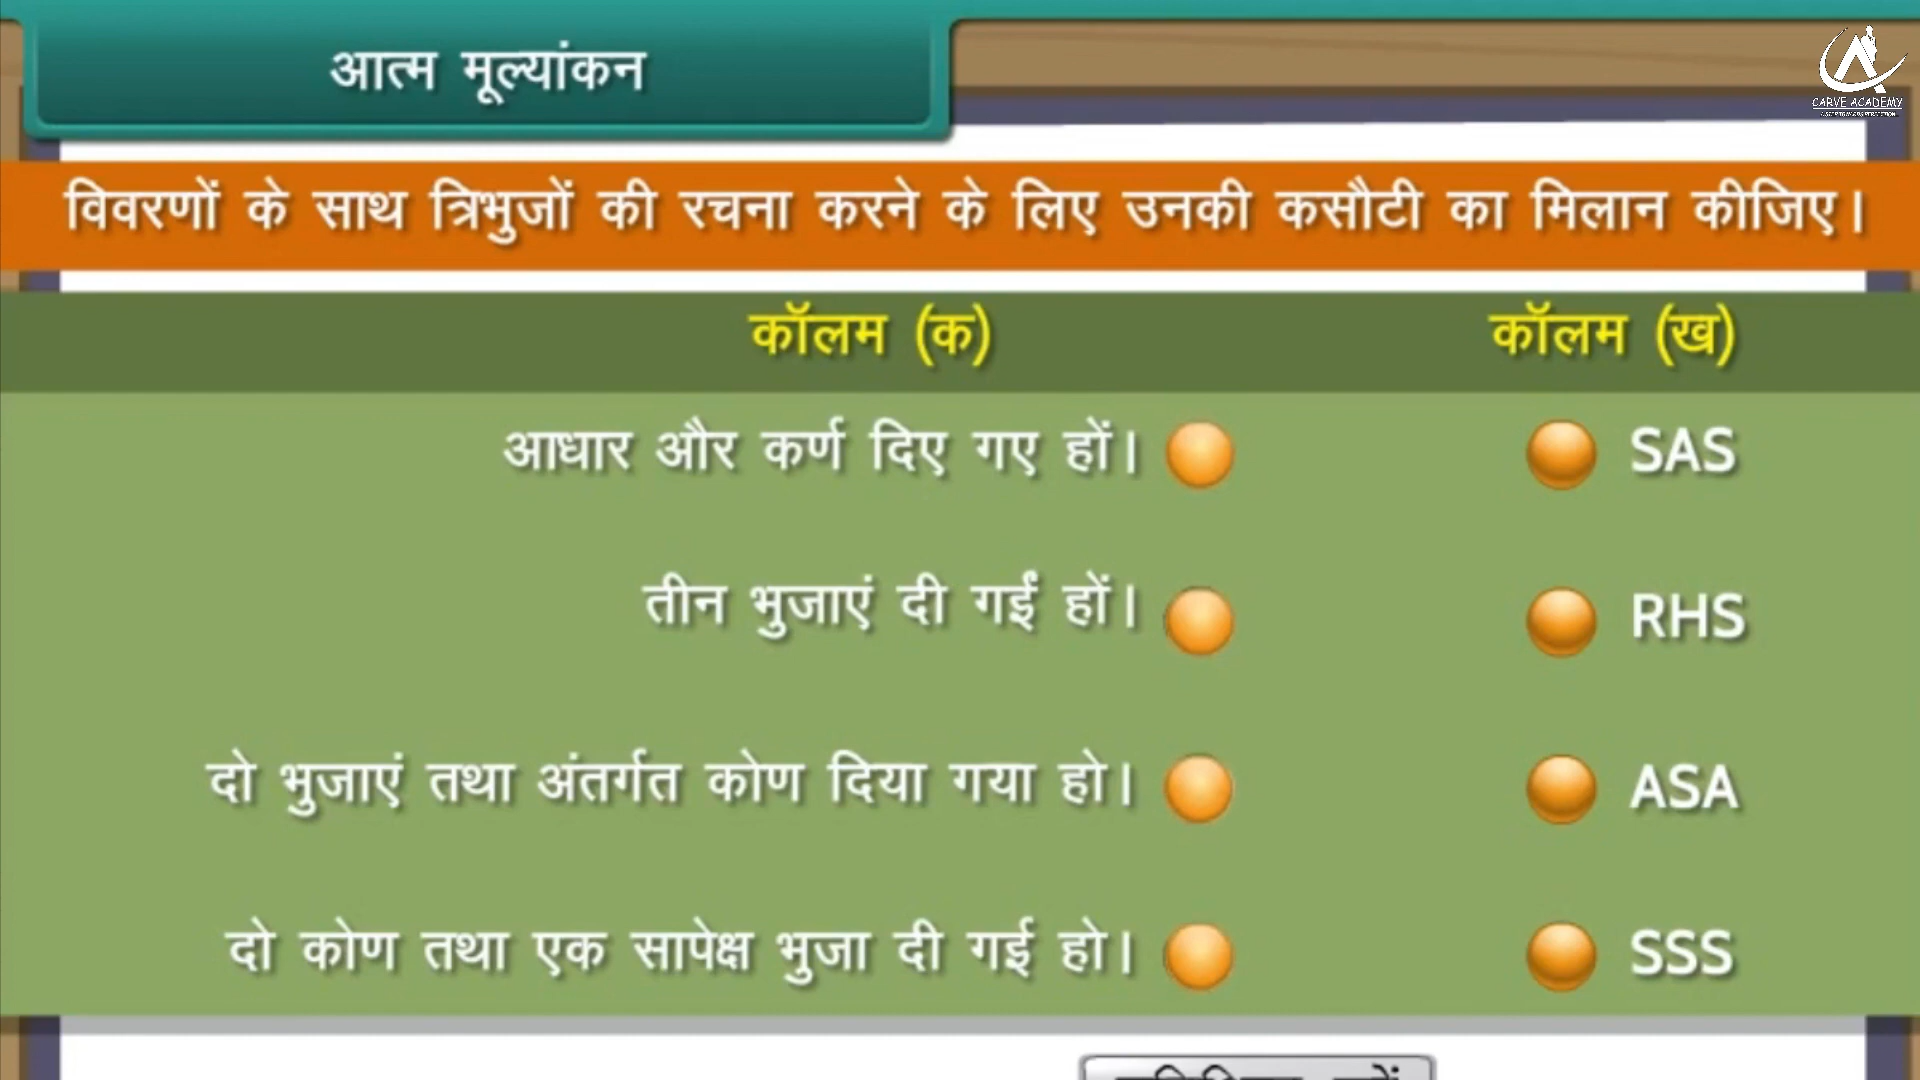 आत्म मूल्यांकन
CARVE ACADEMY
विवरणों के साथ त्रिभुजों की रचना करने के लिए उनकी कसौटी का मिलान कीजिए।
कॉलम (क) कॉलम (ख)
आधार और कर्ण दिए गए हों। SAS
तीन भुजाएं दी गईं हों। RHS
दो भुजाएं तथा अंतर्गत कोण दिया गया हो। ASA
दो कोण तथा एक सापेक्ष भुजा दी गई हो। SSS